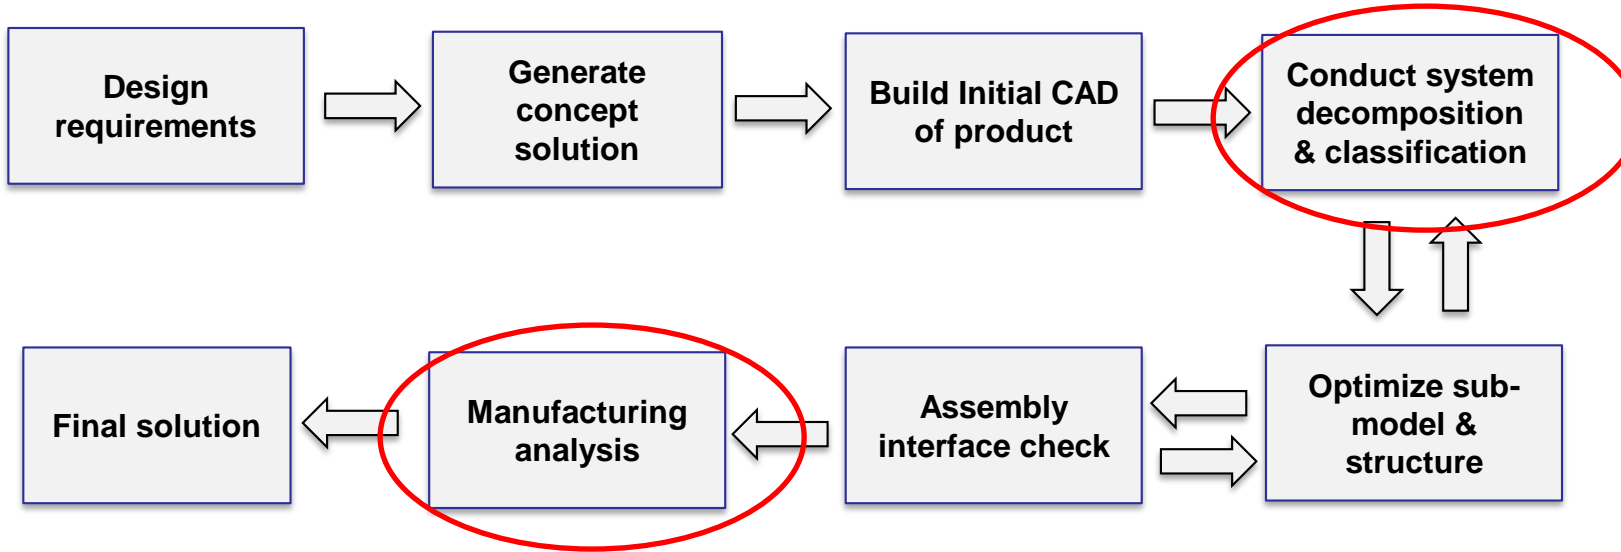 Design
requirements
Generate
concept
solution
Build Initial CAD
of product
Conduct system
decomposition
& classification
Optimize sub-
model &
structure
Assembly
interface check
Manufacturing
analysis
Final solution